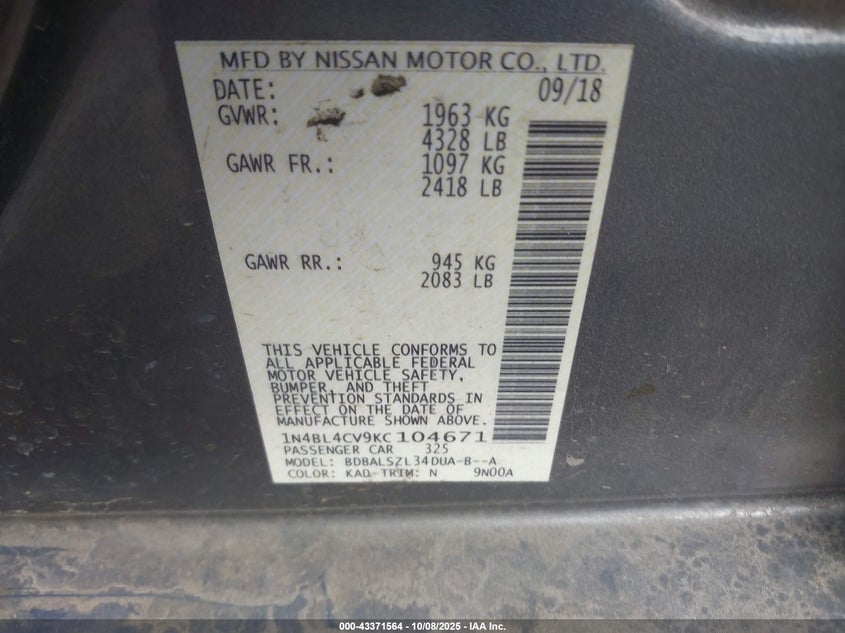 MFD BY NISSAN MOTOR CO., LTD.
DATE: 09/18
GVWR: 1963 KG
4328 LB
GAWR FR.: 1097 KG
2418 LB
GAWR RR.: 945 KG
2083 LB
THIS VEHICLE CONFORMS TO
ALL APPLICABLE FEDERAL
MOTOR VEHICLE SAFETY,
BUMPER, AND THEFT
PREVENTION STANDARDS IN
EFFECT ON THE DATE OF
MANUFACTURE SHOWN ABOVE.
1N4BL4CV9KC104671
PASSENGER CAR 325
MODEL: BDBALSZL34DUA-B--A
COLOR: KAD TRIM: N 9N00A
000-43371564 | 10/08/2025 - IAA Inc.